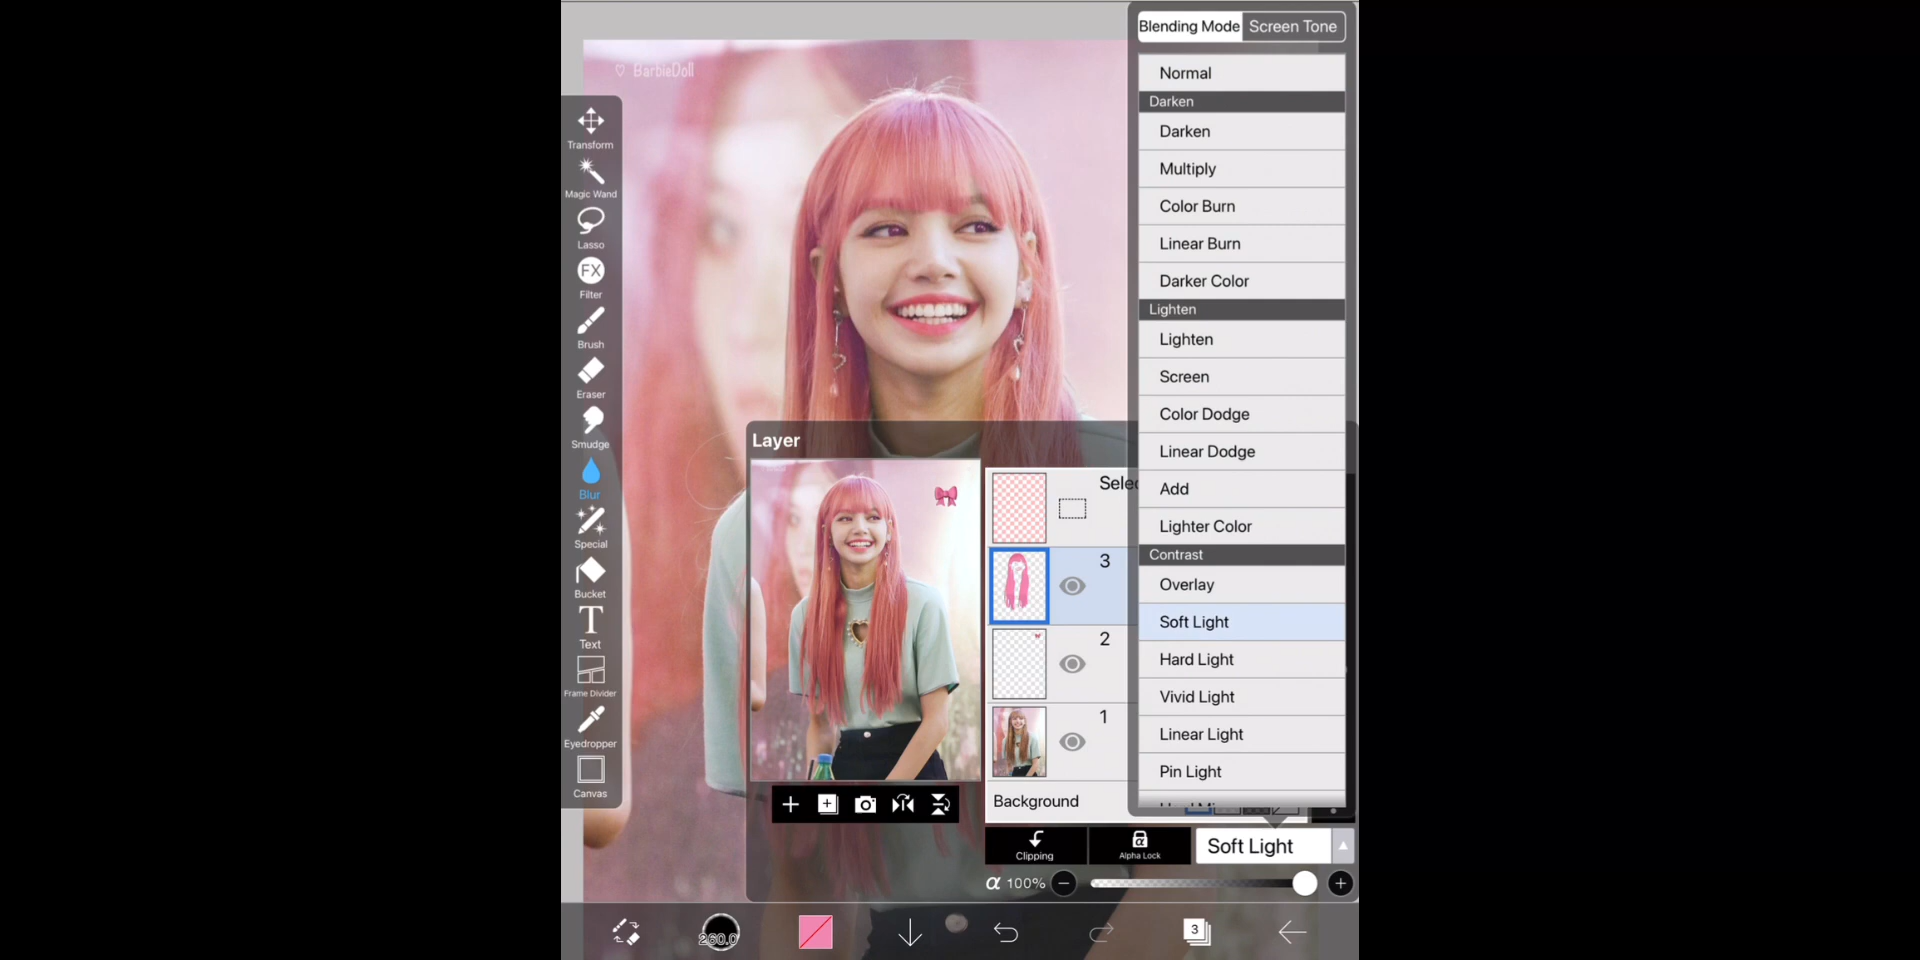 Blending Mode Screen Tone
♡ BarbieDoll
Normal
Darken
Darken
Multiply
Color Burn
Linear Burn
Darker Color
Lighten
Lighten
Screen
Color Dodge
Linear Dodge
Add
Lighter Color
Contrast
Overlay
Soft Light
Hard Light
Vivid Light
Linear Light
Pin Light
Transform
Magic Wand
Lasso
FX
Filter
Brush
Eraser
Smudge
Blur
Special
Bucket
T
Text
Frame Divider
Eyedropper
Canvas
Layer
3
2
1
Background
Clipping
α
Alpha Lock
Soft Light
α 100%
260.0
3